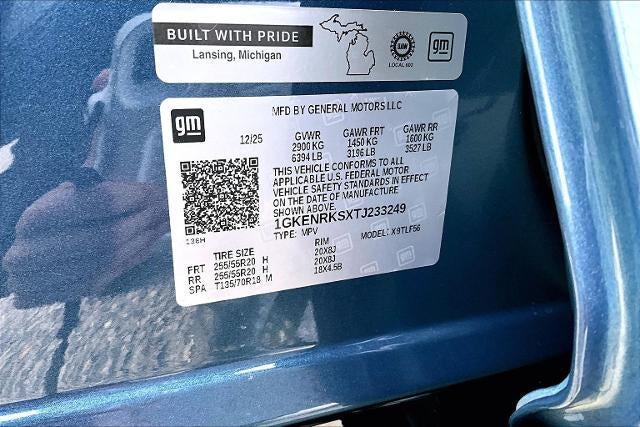 BUILT WITH PRIDE
Lansing, Michigan
UAW
LOCAL 602
gm
MFD BY GENERAL MOTORS LLC
gm
12/25 GVWR GAWR FRT GAWR RR
2900 KG 1450 KG 1600 KG
6394 LB 3196 LB 3527 LB
THIS VEHICLE CONFORMS TO ALL
APPLICABLE U.S. FEDERAL MOTOR
VEHICLE SAFETY STANDARDS IN EFFECT
ON THE DATE OF MANUFACTURE
SHOWN ABOVE.
1GKENRKSXTJ233249
136H
TYPE: MPV MODEL: X9TLF56
TIRE SIZE RIM
FRT 255/55R20 H 20X8J
RR 255/55R20 H 20X8J
SPA T135/70R18 M 18X4.5B